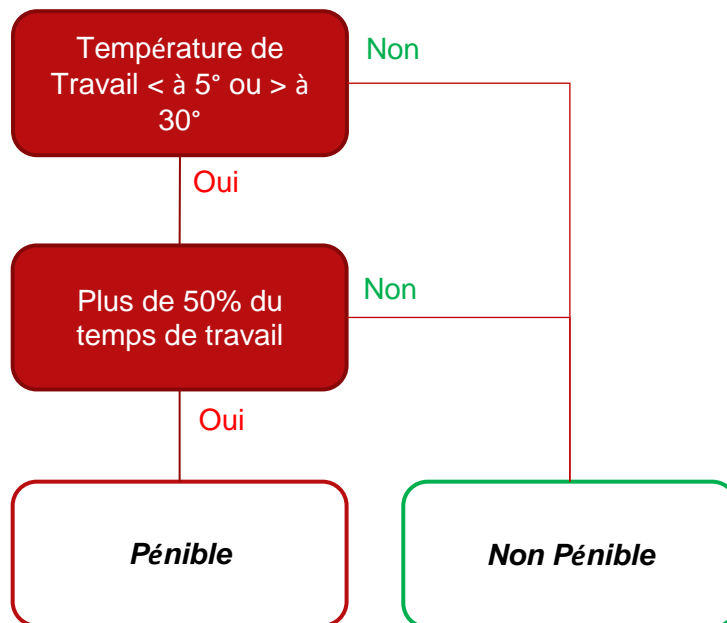 Température de
Travail < à 5° ou > à
30°
Non
Oui
Plus de 50% du
temps de travail
Non
Oui
Pénible
Non Pénible